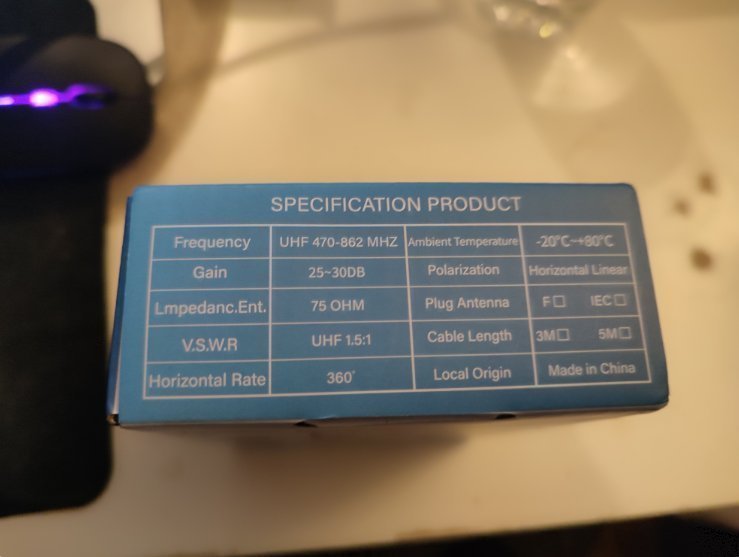 SPECIFICATION PRODUCT
Frequency UHF 470-862 MHZ Ambient Temperature -20°C~+80°C
Gain 25~30DB Polarization Horizontal Linear
Lmpedanc.Ent. 75 OHM Plug Antenna F□ IEC□
V.S.W.R UHF 1.5:1 Cable Length 3M□ 5M□
Horizontal Rate 360° Local Origin Made in China